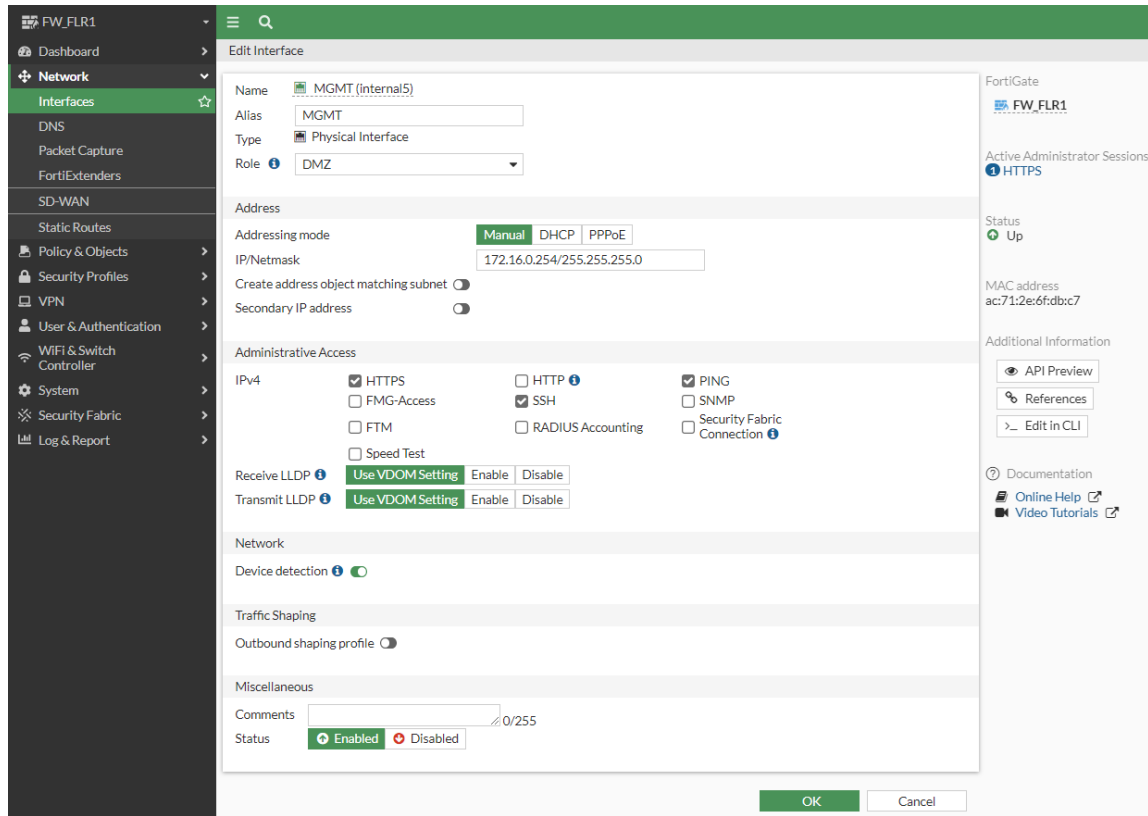 FW_FLR1
Dashboard
Network
Interfaces
DNS
Packet Capture
FortiExtenders
SD-WAN
Static Routes
Policy & Objects
Security Profiles
VPN
User & Authentication
WiFi & Switch
Controller
System
Security Fabric
Log & Report
Edit Interface
Name MGMT (internal5)
Alias MGMT
Type Physical Interface
Role DMZ
Address
Addressing mode Manual DHCP PPPoE
IP/Netmask 172.16.0.254/255.255.255.0
Create address object matching subnet
Secondary IP address
Administrative Access
IPv4 HTTPS HTTP PING
FMG-Access SSH SNMP
FTM RADIUS Accounting Security Fabric
Connection
Speed Test
Receive LLDP Use VDOM Setting Enable Disable
Transmit LLDP Use VDOM Setting Enable Disable
Network
Device detection
Traffic Shaping
Outbound shaping profile
Miscellaneous
Comments 0/255
Status Enabled Disabled
OK Cancel
FortiGate
FW_FLR1
Active Administrator Sessions
1 HTTPS
Status
Up
MAC address
ac:71:2e:6f:db:c7
Additional Information
API Preview
References
>_ Edit in CLI
Documentation
Online Help
Video Tutorials